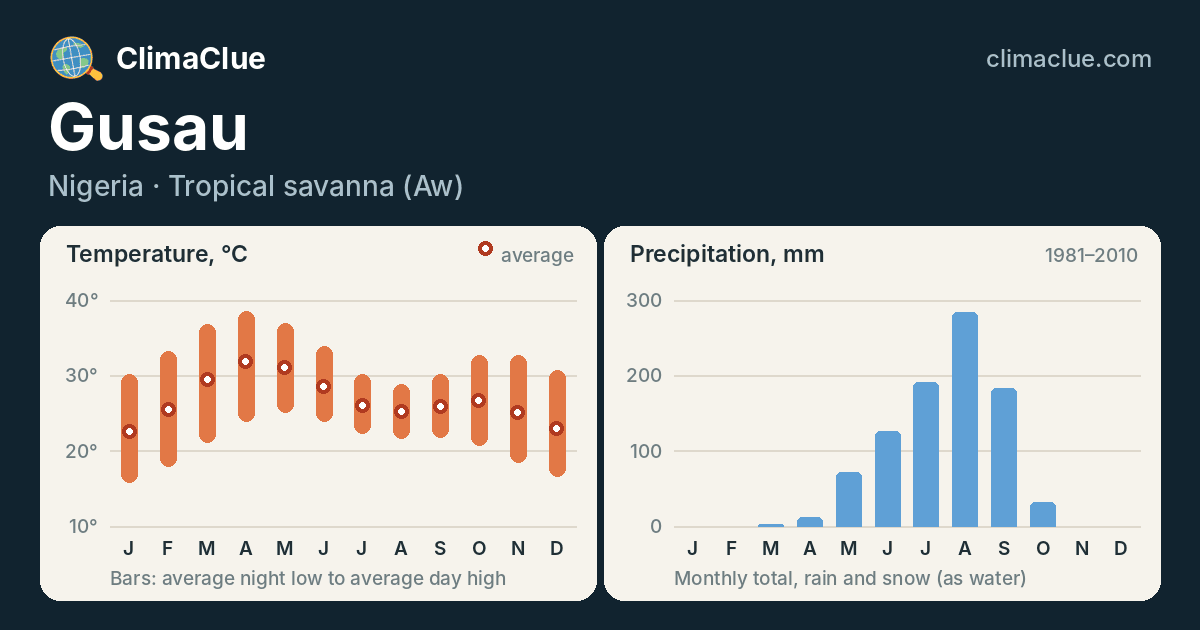 ClimaClue
climaclue.com
Gusau
Nigeria · Tropical savanna (Aw)
Temperature, °C
average
40°
30°
20°
10°
J F M A M J J A S O N D
Bars: average night low to average day high
Precipitation, mm
1981–2010
300
200
100
0
J F M A M J J A S O N D
Monthly total, rain and snow (as water)